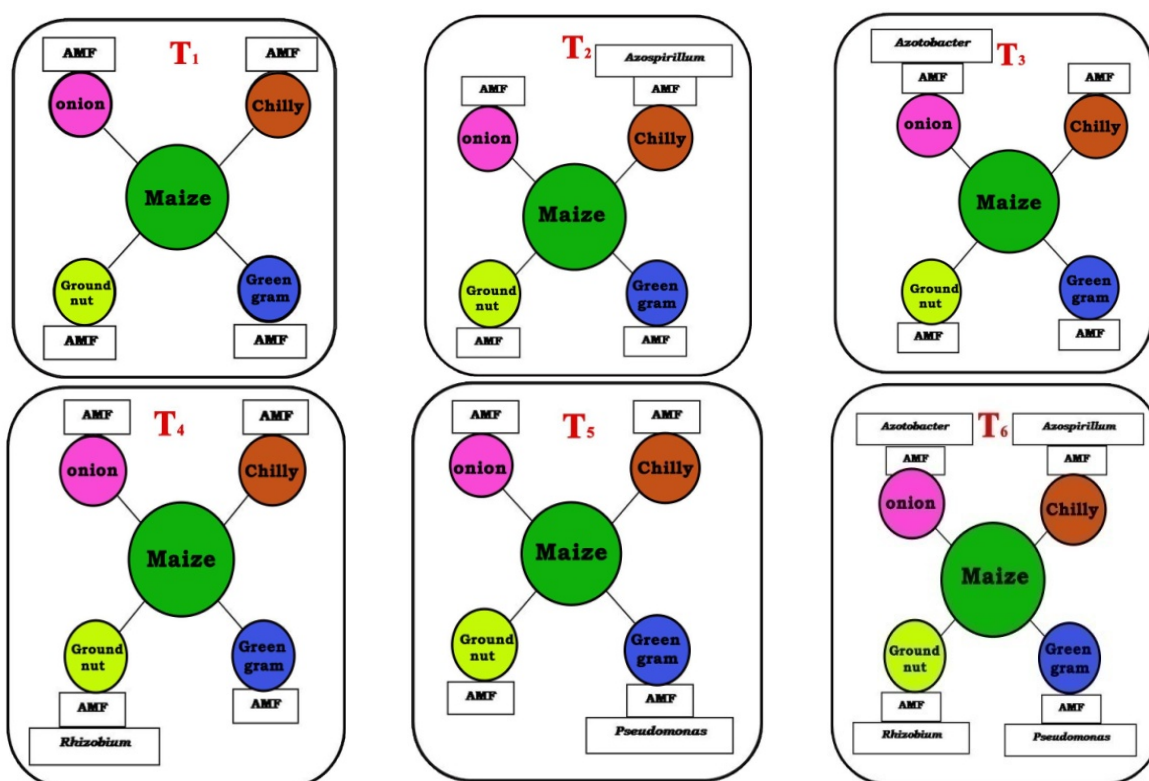 AMF
T1
AMF
onion
Chilly
Maize
Ground
nut
Green
gram
AMF
AMF
T2
Azospirillum
AMF
AMF
onion
Chilly
Maize
Ground
nut
Green
gram
AMF
AMF
Azotobacter
T3
AMF
AMF
onion
Chilly
Maize
Ground
nut
Green
gram
AMF
AMF
AMF
T4
AMF
onion
Chilly
Maize
Ground
nut
Green
gram
AMF
AMF
Rhizobium
AMF
T5
AMF
onion
Chilly
Maize
Ground
nut
Green
gram
AMF
AMF
Pseudomonas
Azotobacter
T6
Azospirillum
AMF
AMF
onion
Chilly
Maize
Ground
nut
Green
gram
AMF
AMF
Rhizobium
Pseudomonas